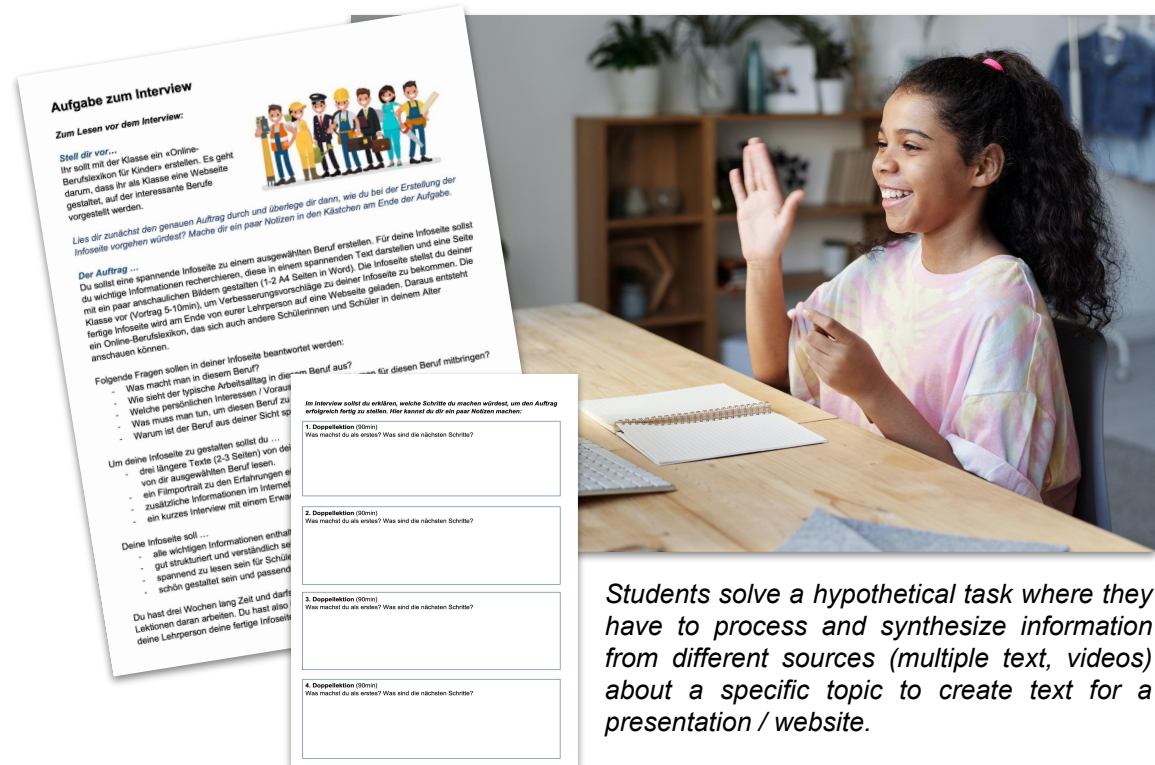 Aufgabe zum Interview
Zum Lesen vor dem Interview:
Stell dir vor…
Ihr sollt mit der Klasse ein «Online-
Berufslexikon für Kinder» erstellen. Es geht
darum, dass ihr als Klasse eine Webseite
gestaltet, auf der interessante Berufe
vorgestellt werden.
Lies dir zunächst den genauen Auftrag durch und überlege dir dann, wie du bei der Erstellung der
Infoseite vorgehen würdest? Mache dir ein paar Notizen in den Kästchen am Ende der Aufgabe.
Der Auftrag …
Du sollst eine spannende Infoseite zu einem ausgewählten Beruf erstellen. Für deine Infoseite sollst
du wichtige Informationen recherchieren, diese in einem spannenden Text darstellen und eine Seite
mit ein paar anschaulichen Bildern gestalten (1-2 A4 Seiten in Word). Die Infoseite stellst du deiner
Klasse vor (Vortrag 5-10min), um Verbesserungsvorschläge zu deiner Infoseite zu bekommen. Die
fertige Infoseite wird am Ende von eurer Lehrperson auf eine Webseite geladen. Daraus entsteht
ein Online-Berufslexikon, das sich auch andere Schülerinnen und Schüler in deinem Alter
anschauen können.
Folgende Fragen sollen in deiner Infoseite beantwortet werden:
- Was macht man in diesem Beruf?
- Wie sieht der typische Arbeitsalltag in diesem Beruf aus?
- Welche persönlichen Interessen / für diesen Beruf mitbringen?
- Was muss man tun, um diesen Beruf zu
- Warum ist der Beruf aus deiner Sicht
Um deine Infoseite zu gestalten sollst du …
- drei längere Texte (2-3 Seiten) von
von dir ausgewählten Beruf lesen.
- ein Filmportrait zu den Erfahrungen
- zusätzliche Informationen im Internet
- ein kurzes Interview mit einem
Deine Infoseite soll …
- alle wichtigen Informationen
- gut strukturiert und verständlich
- spannend zu lesen sein für
- schön gestaltet sein und
Du hast drei Wochen lang Zeit und
Lektionen daran arbeiten. Du hast also
deine Lehrperson deine fertige
Im Interview sollst du erklären, welche Schritte du machen würdest, um den Auftrag
erfolgreich fertig zu stellen. Hier kannst du dir ein paar Notizen machen:
1. Doppellektion (90min)
Was machst du als erstes? Was sind die nächsten Schritte?
2. Doppellektion (90min)
Was machst du als erstes? Was sind die nächsten Schritte?
3. Doppellektion (90min)
Was machst du als erstes? Was sind die nächsten Schritte?
4. Doppellektion (90min)
Was machst du als erstes? Was sind die nächsten Schritte?
Students solve a hypothetical task where they
have to process and synthesize information
from different sources (multiple text, videos)
about a specific topic to create text for a
presentation / website.